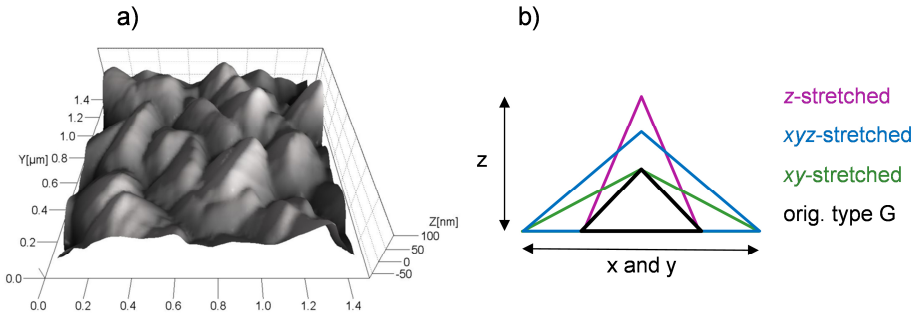 a)
1.4
1.2
1.0
Y[µm] 0.8
0.6
0.4
0.2
0.0
0.0 0.2 0.4 0.6 0.8 1.0 1.2 1.4
Z[nm]
100
50
0
-50
b)
z
x and y
z-stretched
xyz-stretched
xy-stretched
orig. type G